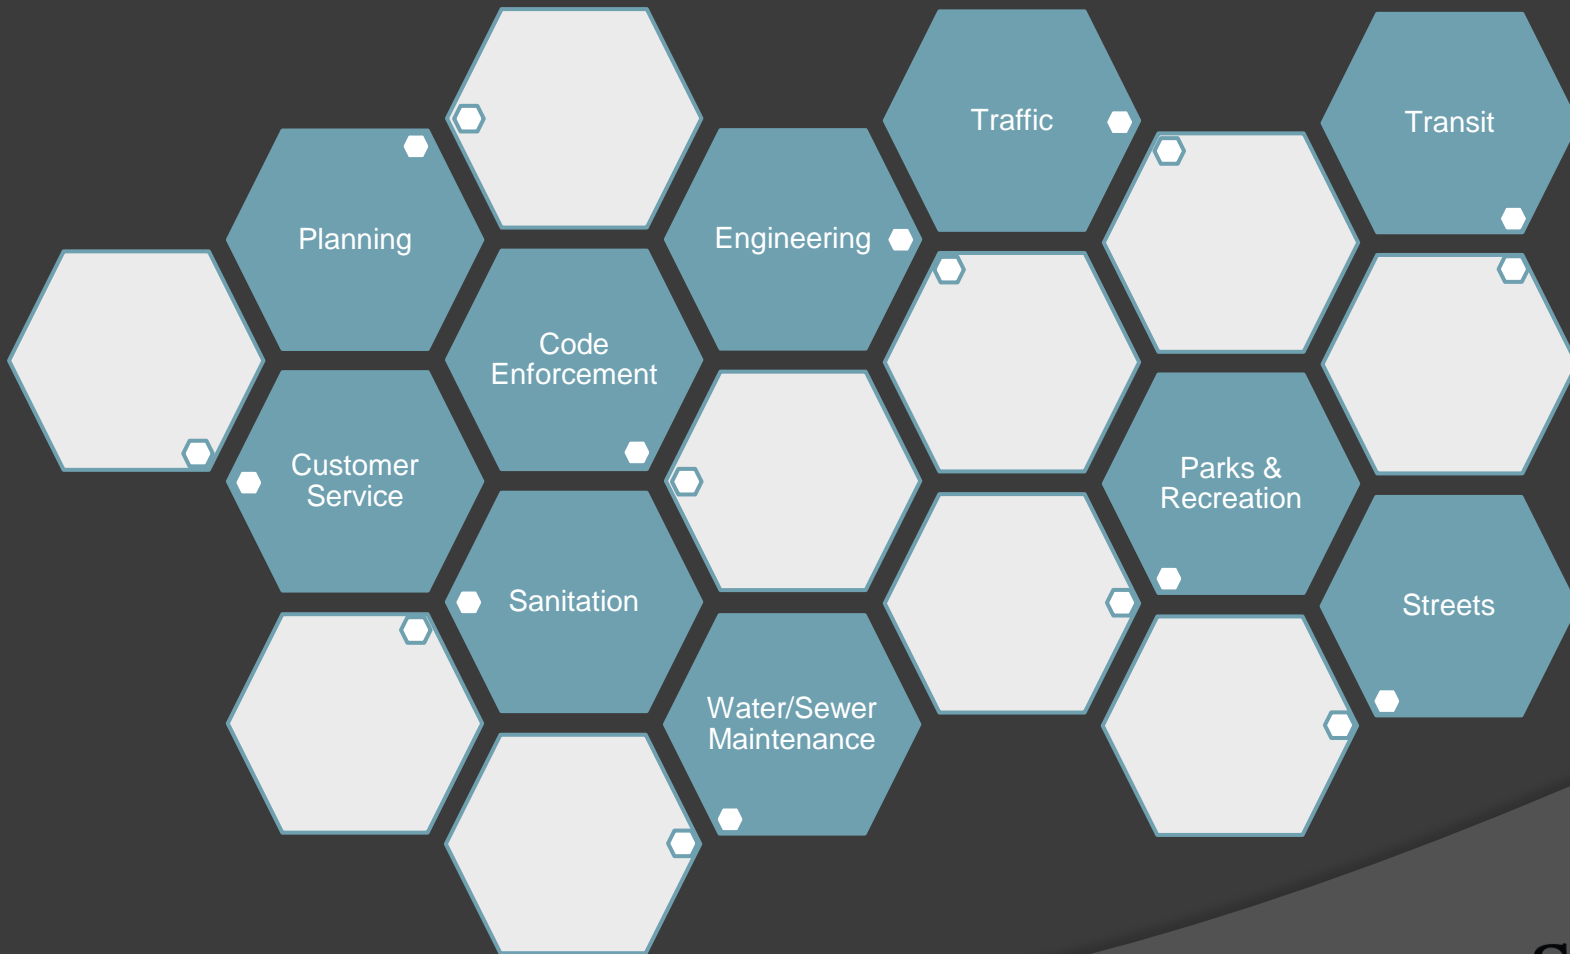 Traffic
Transit
Planning
Engineering
Code
Enforcement
Customer
Service
Parks &
Recreation
Sanitation
Streets
Water/Sewer
Maintenance